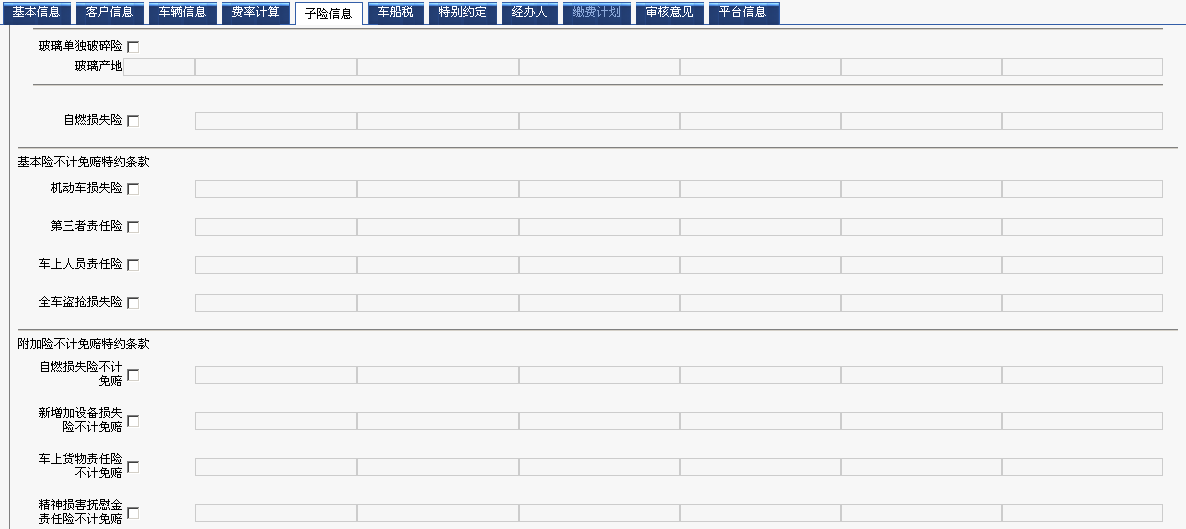 基本信息 客户信息 车辆信息 费率计算 子险信息 车船税 特别约定 经办人 缴费计划 审核意见 平台信息
玻璃单独破碎险
玻璃产地
自燃损失险
基本险不计免赔特约条款
机动车损失险
第三者责任险
车上人员责任险
全车盗抢损失险
附加险不计免赔特约条款
自燃损失险不计
免赔
新增加设备损失
险不计免赔
车上货物责任险
不计免赔
精神损害抚慰金
责任险不计免赔